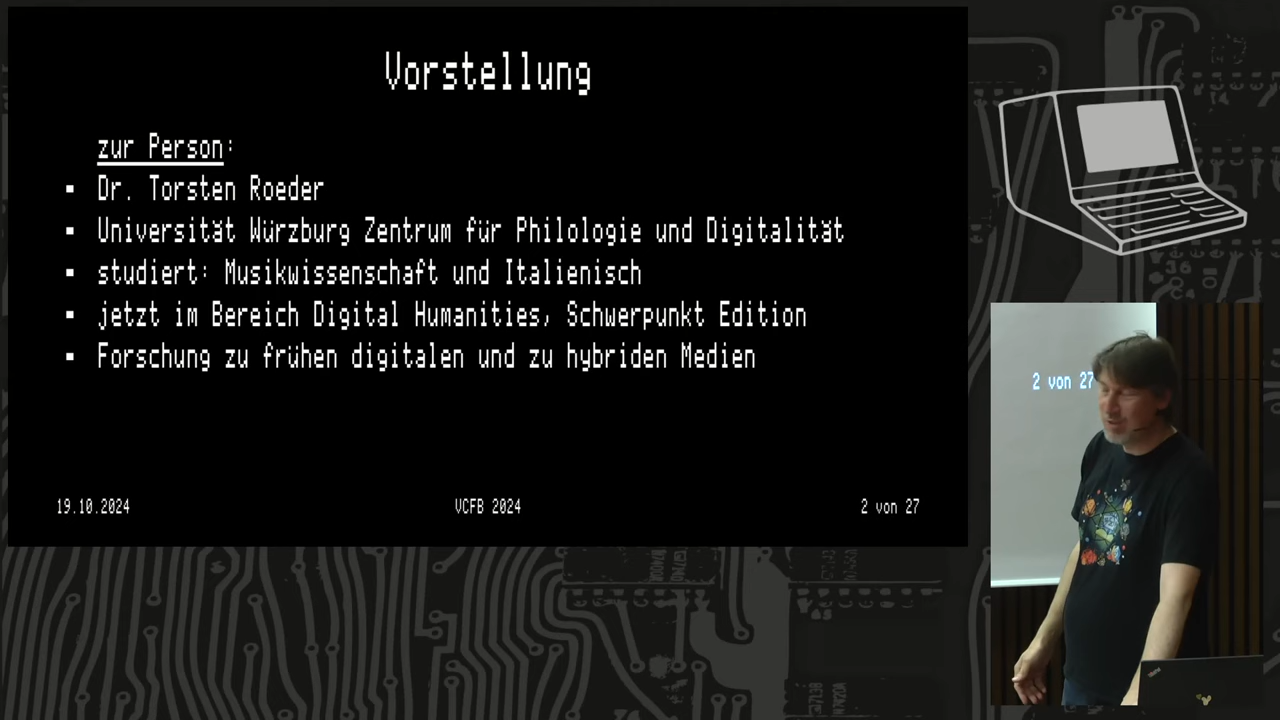 Vorstellung
zur Person:
▪ Dr. Torsten Roeder
▪ Universität Würzburg Zentrum für Philologie und Digitalität
▪ studiert: Musikwissenschaft und Italienisch
▪ jetzt im Bereich Digital Humanities, Schwerpunkt Edition
▪ Forschung zu frühen digitalen und zu hybriden Medien
19.10.2024
VCFB 2024
2 von 27
2 von 27
36